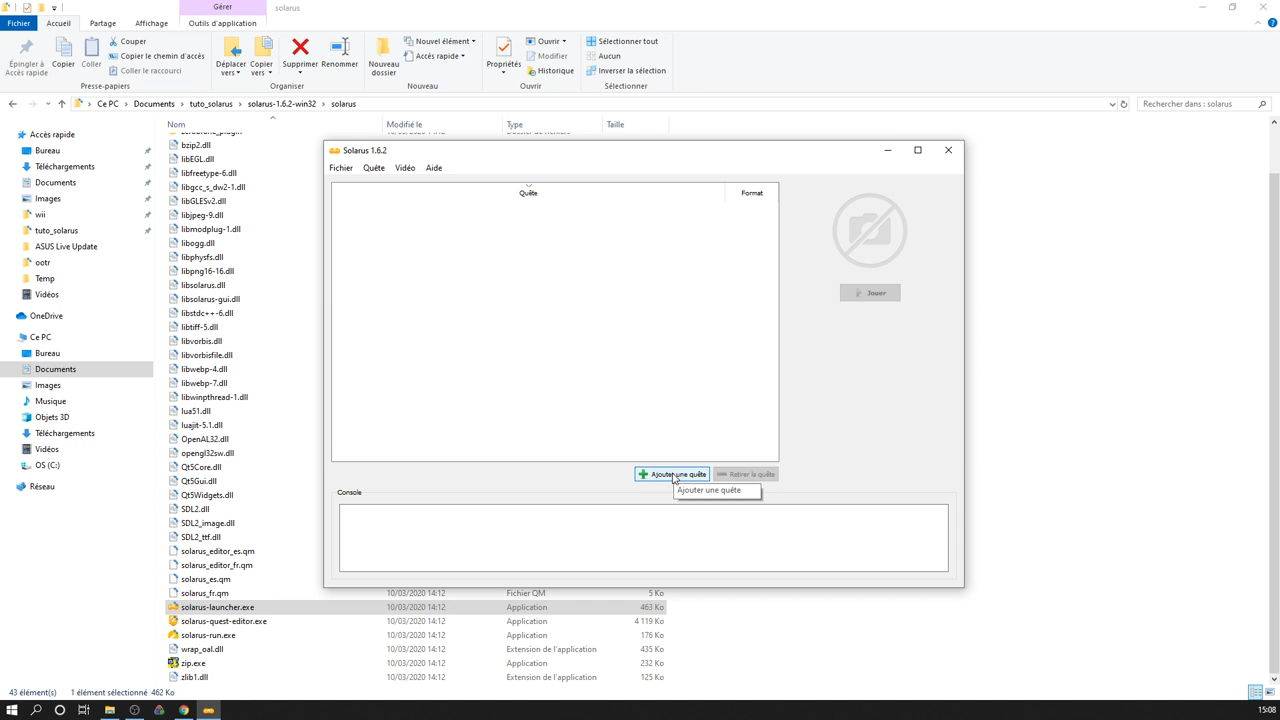 Gérer
solarus
Fichier
Accueil
Partage
Affichage
Outils d'application
Épingler à
Accès rapide
Copier
Coller
Couper
Copier le chemin d'accès
Coller le raccourci
Déplacer
vers
Copier
vers
Supprimer
Renommer
Nouveau
dossier
Nouvel élément
Accès rapide
Propriétés
Ouvrir
Modifier
Historique
Sélectionner tout
Aucun
Inverser la sélection
Presse-papiers
Organiser
Nouveau
Ouvrir
Sélectionner
Ce PC
Documents
tuto_solarus
solarus-1.6.2-win32
solarus
Rechercher dans : solarus
Nom
Modifié le
Type
Taille
Accès rapide
Bureau
Téléchargements
Documents
Images
wii
tuto_solarus
ASUS Live Update
ootr
Temp
Vidéos
OneDrive
Ce PC
Bureau
Documents
Images
Musique
Objets 3D
Téléchargements
Vidéos
OS (C:)
Réseau
bzip2.dll
libEGL.dll
libfreetype-6.dll
libgcc_s_dw2-1.dll
libGLESv2.dll
libjpeg-9.dll
libmodplug-1.dll
libogg.dll
libphysfs.dll
libpng16-16.dll
libsolarus.dll
libsolarus-gui.dll
libstdc++-6.dll
libtiff-5.dll
libvorbis.dll
libvorbisfile.dll
libwebp-4.dll
libwebp-7.dll
libwinpthread-1.dll
lua51.dll
luajit-5.1.dll
OpenAL32.dll
opengl32sw.dll
Qt5Core.dll
Qt5Gui.dll
Qt5Widgets.dll
SDL2.dll
SDL2_image.dll
SDL2_ttf.dll
solarus_editor_es.qm
solarus_editor_fr.qm
solarus_es.qm
solarus_fr.qm 10/03/2020 14:12 Fichier QM 5 Ko
solarus-launcher.exe 10/03/2020 14:12 Application 463 Ko
solarus-quest-editor.exe 10/03/2020 14:12 Application 4 119 Ko
solarus-run.exe 10/03/2020 14:12 Application 176 Ko
wrap_oal.dll 10/03/2020 14:12 Extension de l'application 435 Ko
zip.exe 10/03/2020 14:12 Application 232 Ko
zlib1.dll 10/03/2020 14:12 Extension de l'application 125 Ko
Solarus 1.6.2
Fichier Quête Vidéo Aide
Quête
Format
Jouer
Ajouter une quête
Retirer la quête
Ajouter une quête
Console
43 élément(s)
1 élément sélectionné 462 Ko
15:08